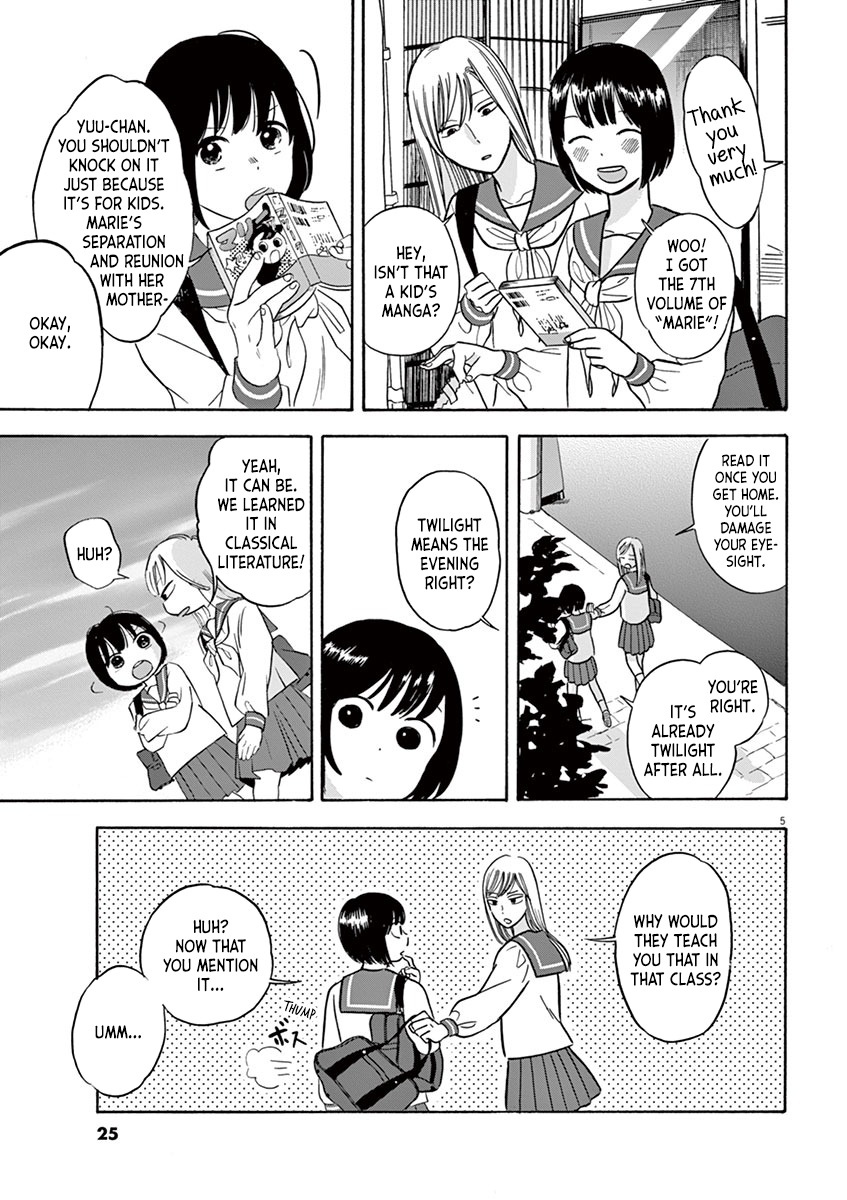 Thank
you
very
much!
WOO!
I GOT
THE 7TH
VOLUME OF
"MARIE"!
HEY,
ISN'T THAT
A KID'S
MANGA?
YUU-CHAN.
YOU SHOULDN'T
KNOCK ON IT
JUST BECAUSE
IT'S FOR KIDS.
MARIE'S
SEPARATION
AND REUNION
WITH HER
MOTHER-
マリー
OKAY,
OKAY.
READ IT
ONCE YOU
GET HOME.
YOU'LL
DAMAGE
YOUR EYE-
SIGHT.
YOU'RE
RIGHT.
IT'S
ALREADY
TWILIGHT
AFTER ALL.
TWILIGHT
MEANS THE
EVENING
RIGHT?
YEAH,
IT CAN BE.
WE LEARNED
IT IN
CLASSICAL
LITERATURE!
HUH?
5
WHY WOULD
THEY TEACH
YOU THAT IN
THAT CLASS?
HUH?
NOW THAT
YOU MENTION
IT...
THUMP
ボス
UMM...
25